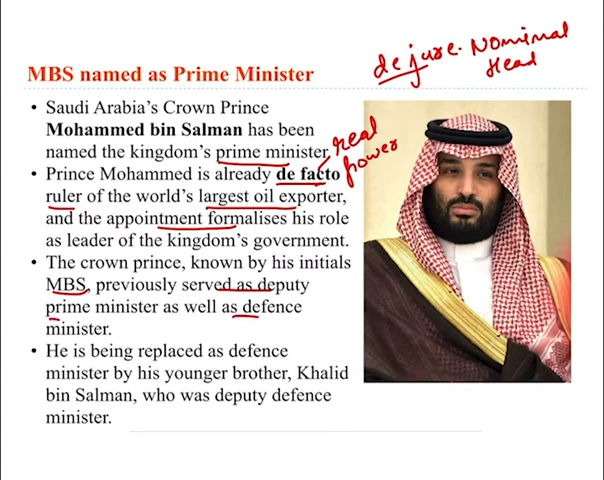 de jure. Nominal
Head
MBS named as Prime Minister
• Saudi Arabia's Crown Prince
Mohammed bin Salman has been
named the kingdom's prime minister.
real
power
• Prince Mohammed is already de facto
ruler of the world's largest oil exporter,
and the appointment formalises his role
as leader of the kingdom's government.
• The crown prince, known by his initials
MBS, previously served as deputy
prime minister as well as defence
minister.
• He is being replaced as defence
minister by his younger brother, Khalid
bin Salman, who was deputy defence
minister.